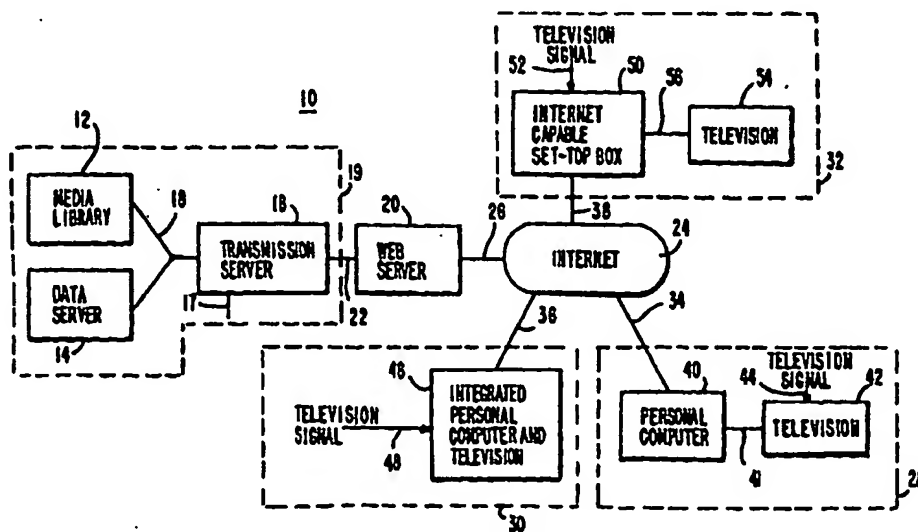 TELEVISION
SIGNAL
52
50
56
54
INTERNET
CAPABLE
SET-TOP BOX
TELEVISION
32
10
12
MEDIA
LIBRARY
18
18
19
TRANSMISSION
SERVER
20
WEB
SERVER
26
38
24
INTERNET
DATA
SERVER
14
17
22
36
34
48
INTEGRATED
PERSONAL
COMPUTER AND
TELEVISION
TELEVISION
SIGNAL
48
30
40
PERSONAL
COMPUTER
41
TELEVISION
SIGNAL
44
42
TELEVISION
28